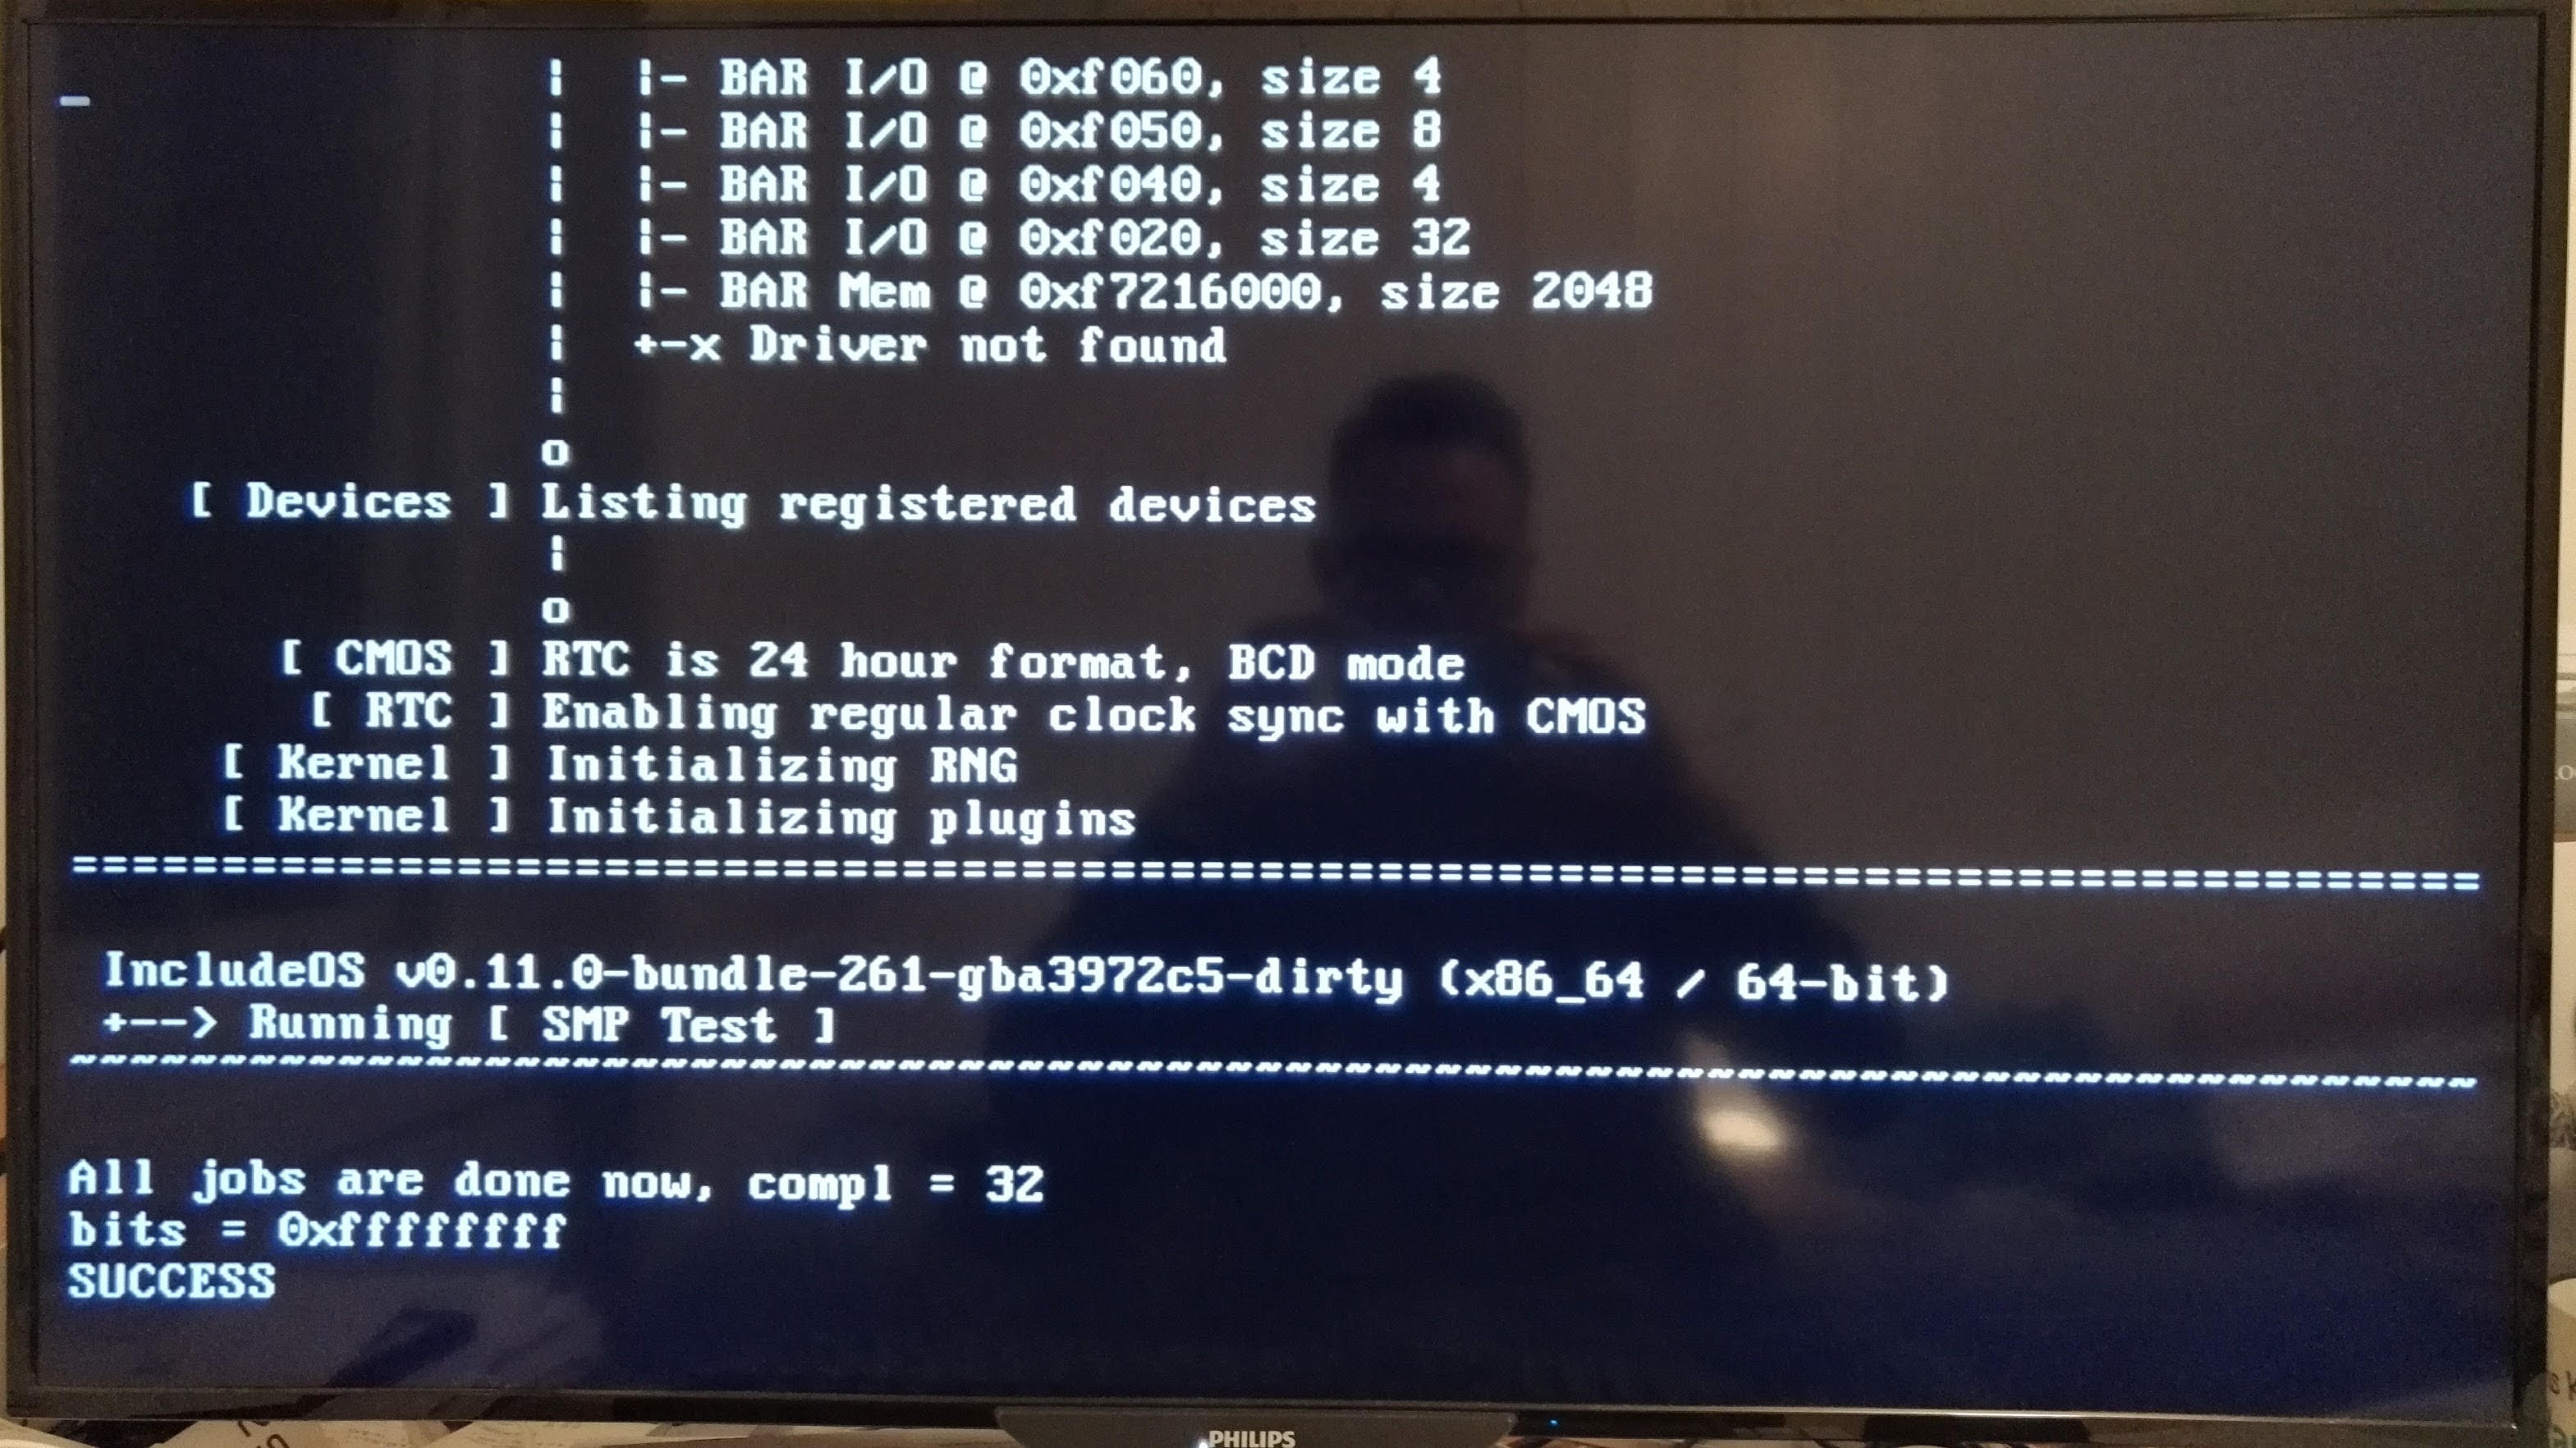 ¦  ¦- BAR I/O @ 0xf060, size 4
¦  ¦- BAR I/O @ 0xf050, size 8
¦  ¦- BAR I/O @ 0xf040, size 4
¦  ¦- BAR I/O @ 0xf020, size 32
¦  ¦- BAR Mem @ 0xf7216000, size 2048
¦  +-x Driver not found
¦
o
[ Devices ] Listing registered devices
¦
o
[ CMOS ] RTC is 24 hour format, BCD mode
[ RTC ] Enabling regular clock sync with CMOS
[ Kernel ] Initializing RNG
[ Kernel ] Initializing plugins
================================================================================
IncludeOS v0.11.0-bundle-261-gba3972c5-dirty (x86_64 / 64-bit)
+--> Running [ SMP Test ]
~~~~~~~~~~~~~~~~~~~~~~~~~~~~~~~~~~~~~~~~~~~~~~~~~~~~~~~~~~~~~~~~~~~~~~~~~~~~~~~~
All jobs are done now, compl = 32
bits = 0xffffffff
SUCCESS
PHILIPS